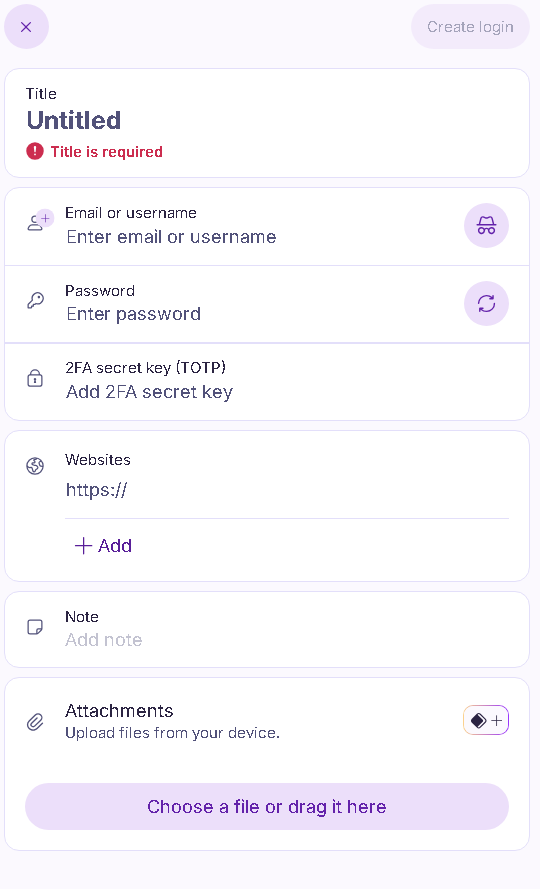 Create login
Title
Untitled
Title is required
Email or username
Enter email or username
Password
Enter password
2FA secret key (TOTP)
Add 2FA secret key
Websites
https://
Add
Note
Add note
Attachments
Upload files from your device.
Choose a file or drag it here